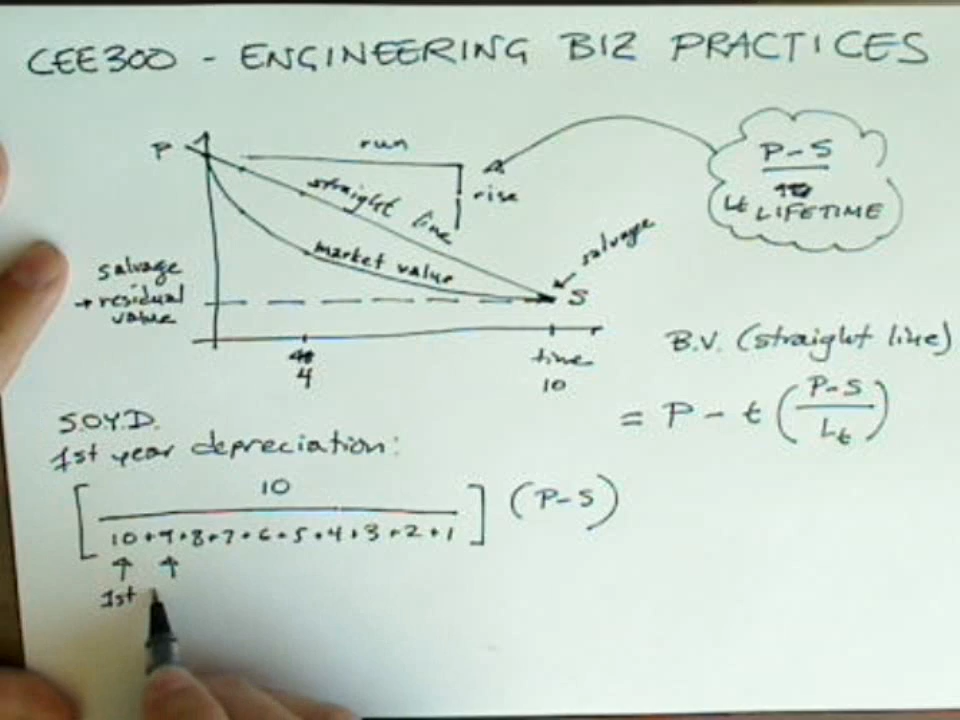 CEE300 - ENGINEERING BIZ PRACTICES
P
run
rise
straight line
market value
salvage
S
salvage
→ residual
value
4
time
10
P-S
Lt LIFETIME
B.V. (straight line)
= P - t (P-S / Lt)
S.O.Y.D.
1st year depreciation:
10
[ 10+9+8+7+6+5+4+3+2+1 ] (P-S)
↑ ↑
1st